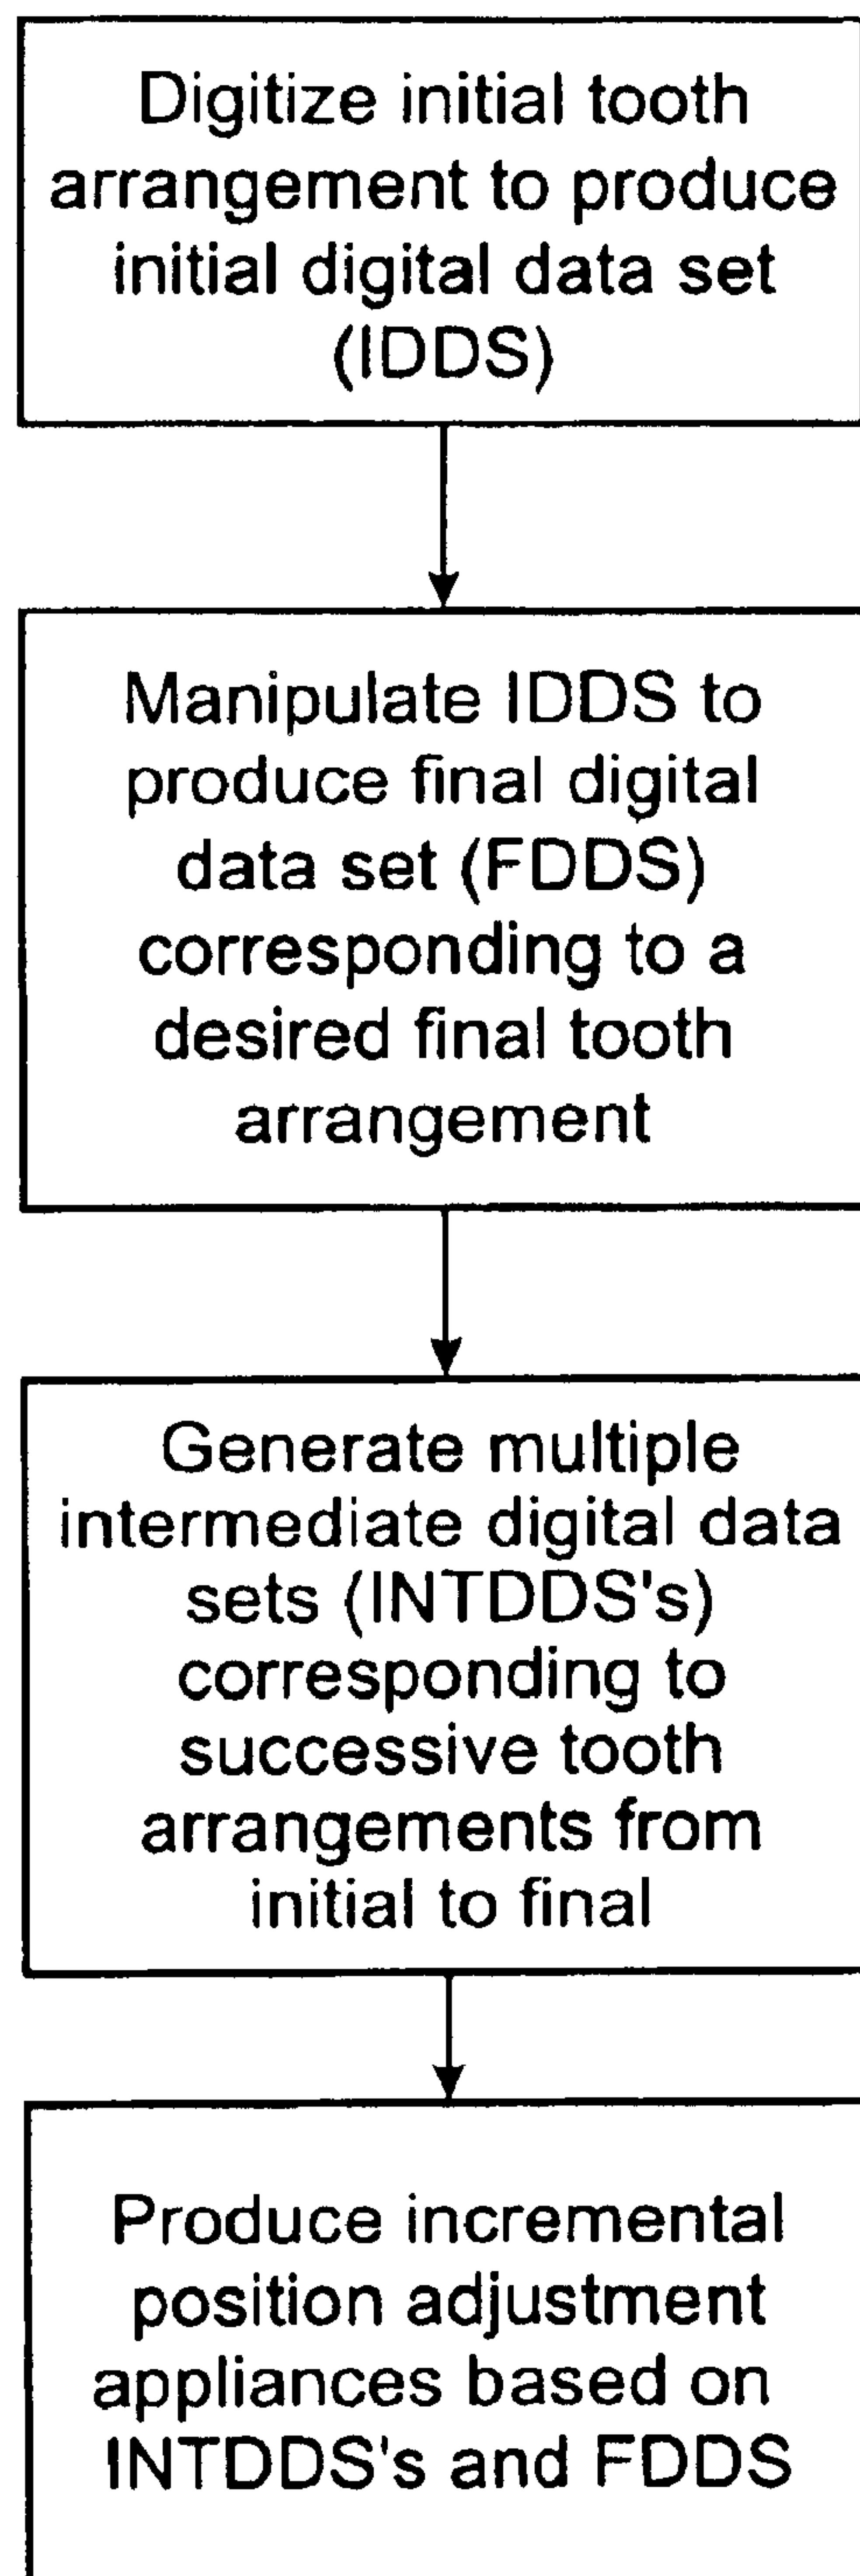 Digitize initial tooth
arrangement to produce
initial digital data set
(IDDS)
Manipulate IDDS to
produce final digital
data set (FDDS)
corresponding to a
desired final tooth
arrangement
Generate multiple
intermediate digital data
sets (INTDDS's)
corresponding to
successive tooth
arrangements from
initial to final
Produce incremental
position adjustment
appliances based on
INTDDS's and FDDS